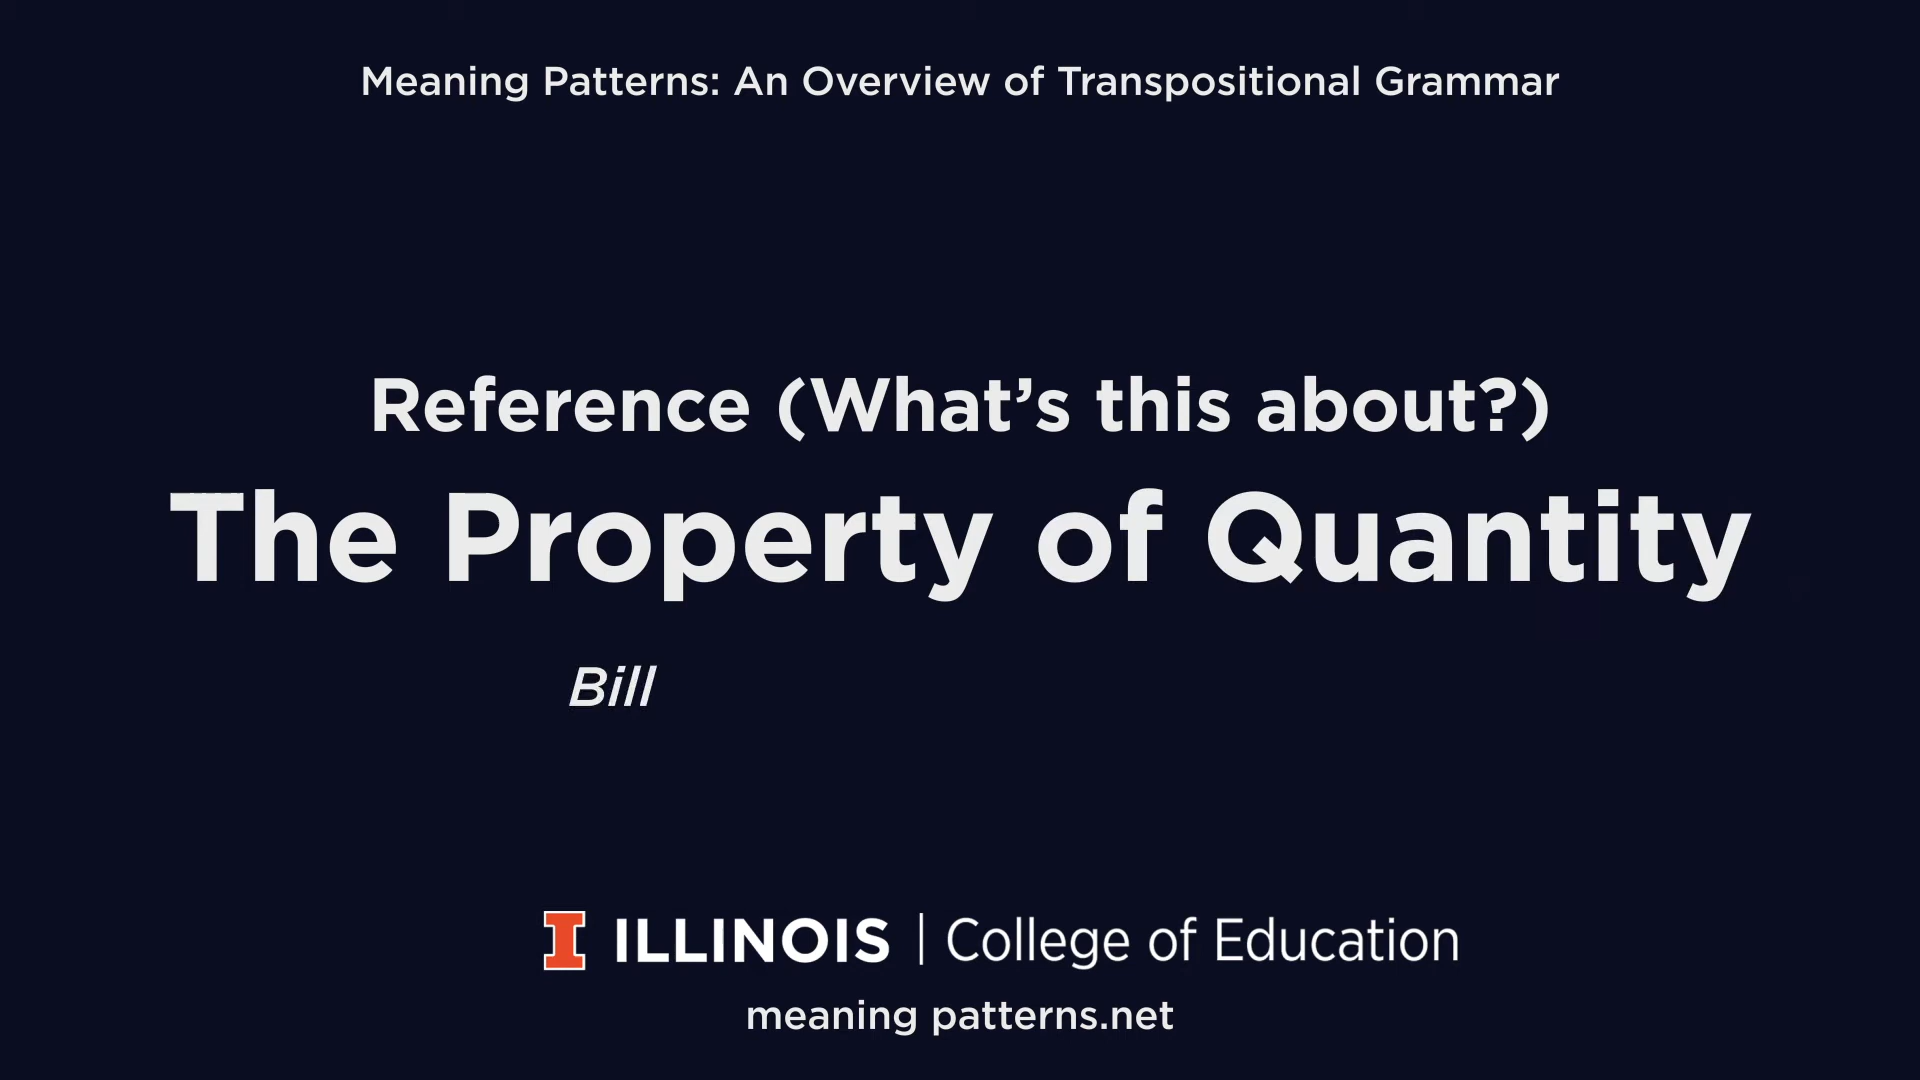 Meaning Patterns: An Overview of Transpositional Grammar
Reference (What’s this about?)
The Property of Quantity
Bill
I ILLINOIS | College of Education
meaning patterns.net